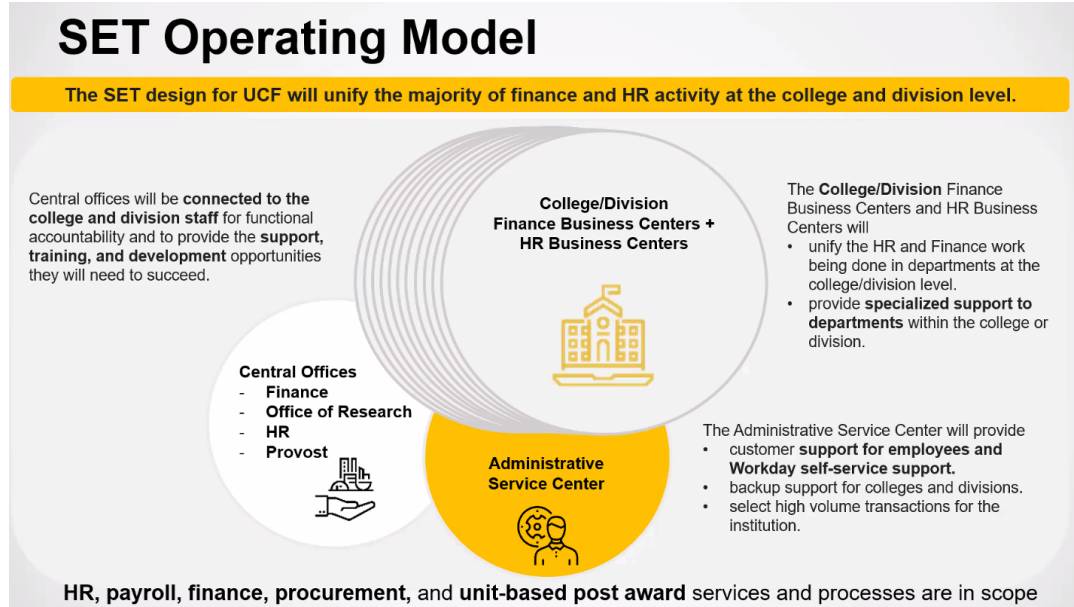 SET Operating Model
The SET design for UCF will unify the majority of finance and HR activity at the college and division level.
Central offices will be connected to the
college and division staff for functional
accountability and to provide the support,
training, and development opportunities
they will need to succeed.
College/Division
Finance Business Centers +
HR Business Centers
The College/Division Finance
Business Centers and HR Business
Centers will
• unify the HR and Finance work
being done in departments at the
college/division level.
• provide specialized support to
departments within the college or
division.
Central Offices
- Finance
- Office of Research
- HR
- Provost
Administrative
Service Center
The Administrative Service Center will provide
• customer support for employees and
Workday self-service support.
• backup support for colleges and divisions.
• select high volume transactions for the
institution.
HR, payroll, finance, procurement, and unit-based post award services and processes are in scope